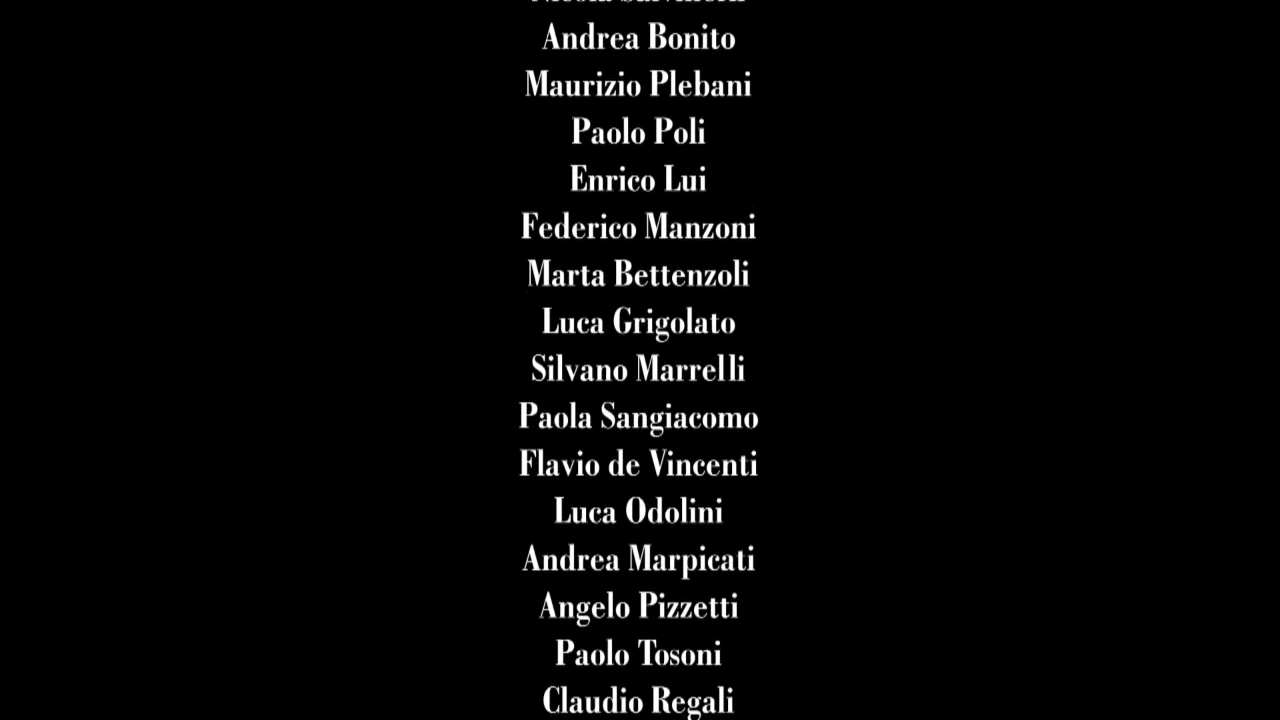 Andrea Bonito
Maurizio Plebani
Paolo Poli
Enrico Lui
Federico Manzoni
Marta Bettenzoli
Luca Grigolato
Silvano Marrelli
Paola Sangiacomo
Flavio de Vincenti
Luca Odolini
Andrea Marpicati
Angelo Pizzetti
Paolo Tosoni
Claudio Regali